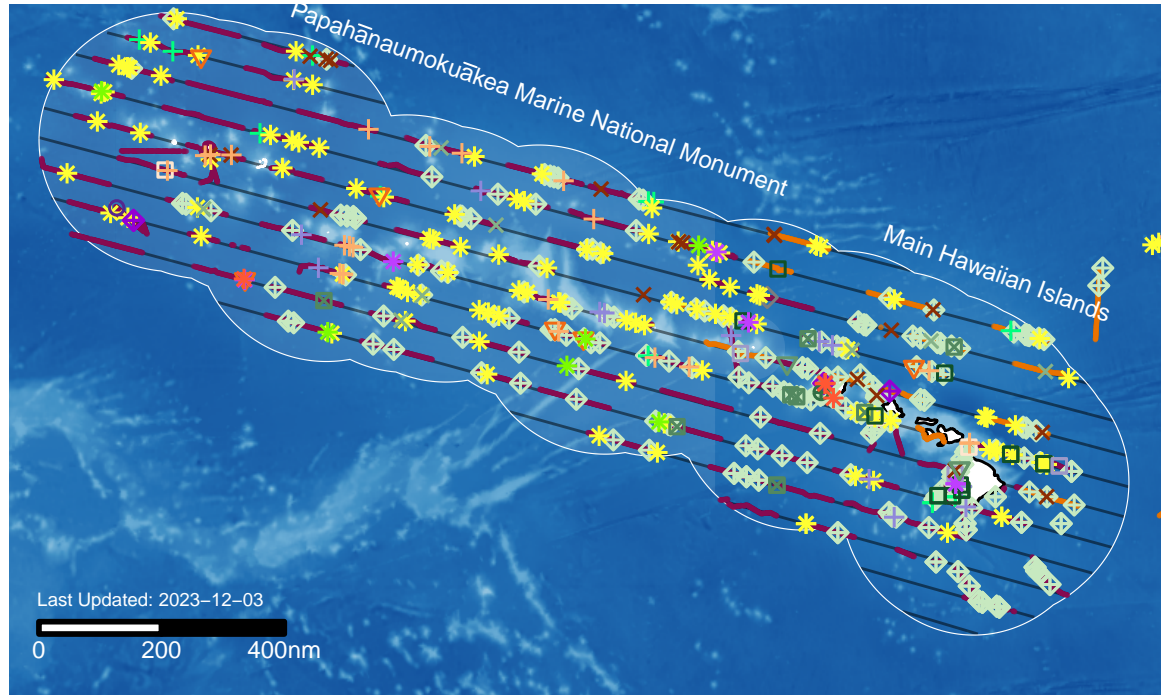 Papahānaumokuākea Marine National Monument
Main Hawaiian Islands
Last Updated: 2023−12−03
0 200 400nm